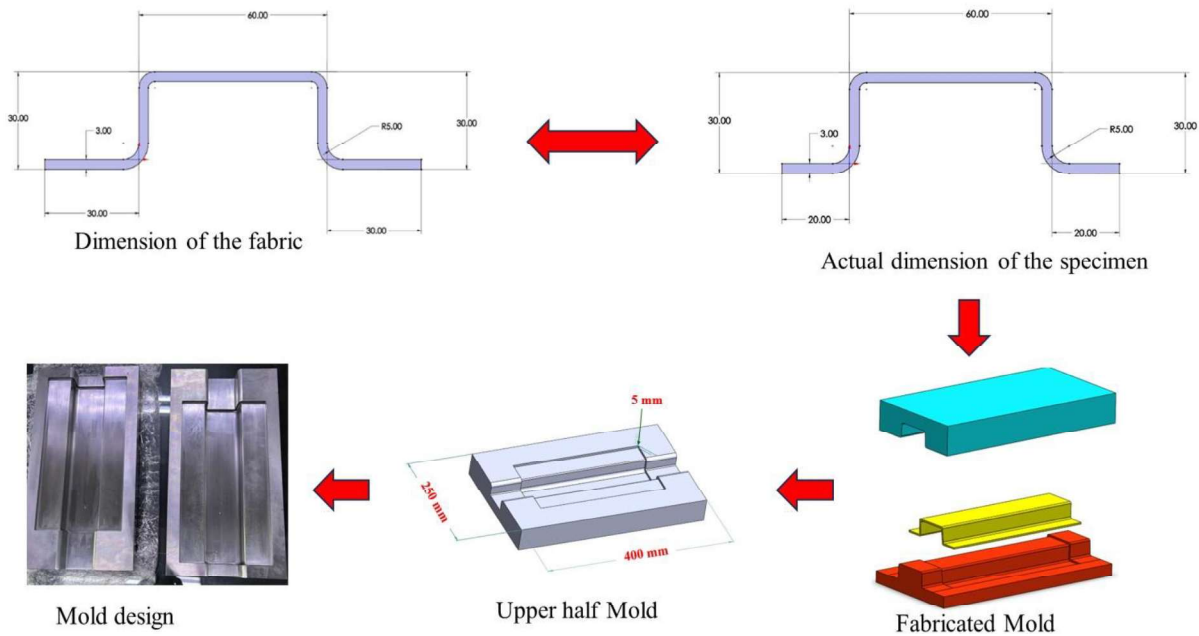 60.00
30.00
3.00
R5.00
30.00
30.00
30.00
Dimension of the fabric
60.00
30.00
3.00
R5.00
30.00
20.00
20.00
Actual dimension of the specimen
5 mm
250 mm
400 mm
Mold design
Upper half Mold
Fabricated Mold